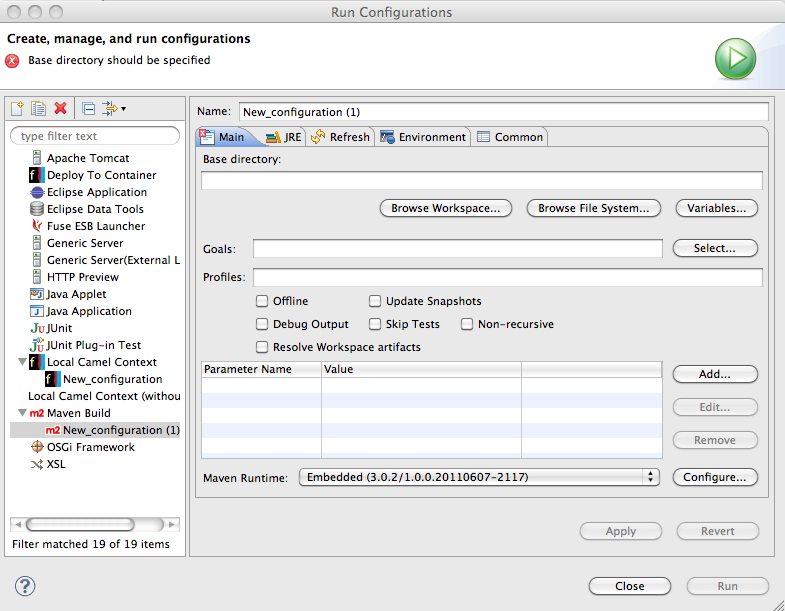 Run Configurations
Create, manage, and run configurations
Base directory should be specified
type filter text
Apache Tomcat
Deploy To Container
Eclipse Application
Eclipse Data Tools
Fuse ESB Launcher
Generic Server
Generic Server(External L
HTTP Preview
Java Applet
Java Application
JUnit
JUnit Plug-in Test
Local Camel Context
New_configuration
Local Camel Context (withou
m2 Maven Build
m2 New_configuration (1)
OSGi Framework
XSL
Filter matched 19 of 19 items
Name: New_configuration (1)
Main JRE Refresh Environment Common
Base directory:
Browse Workspace... Browse File System... Variables...
Goals: Select...
Profiles:
Offline Update Snapshots
Debug Output Skip Tests Non-recursive
Resolve Workspace artifacts
Parameter Name Value
Add...
Edit...
Remove
Maven Runtime: Embedded (3.0.2/1.0.0.20110607-2117) Configure...
Apply Revert
? Close Run